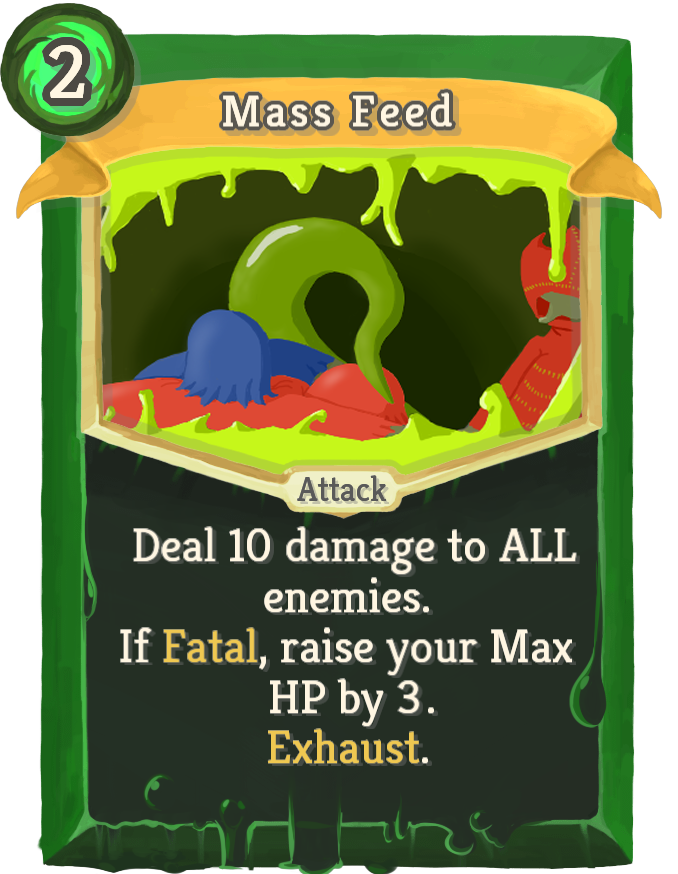 2
Mass Feed
Attack
Deal 10 damage to ALL
enemies.
If Fatal, raise your Max
HP by 3.
Exhaust.